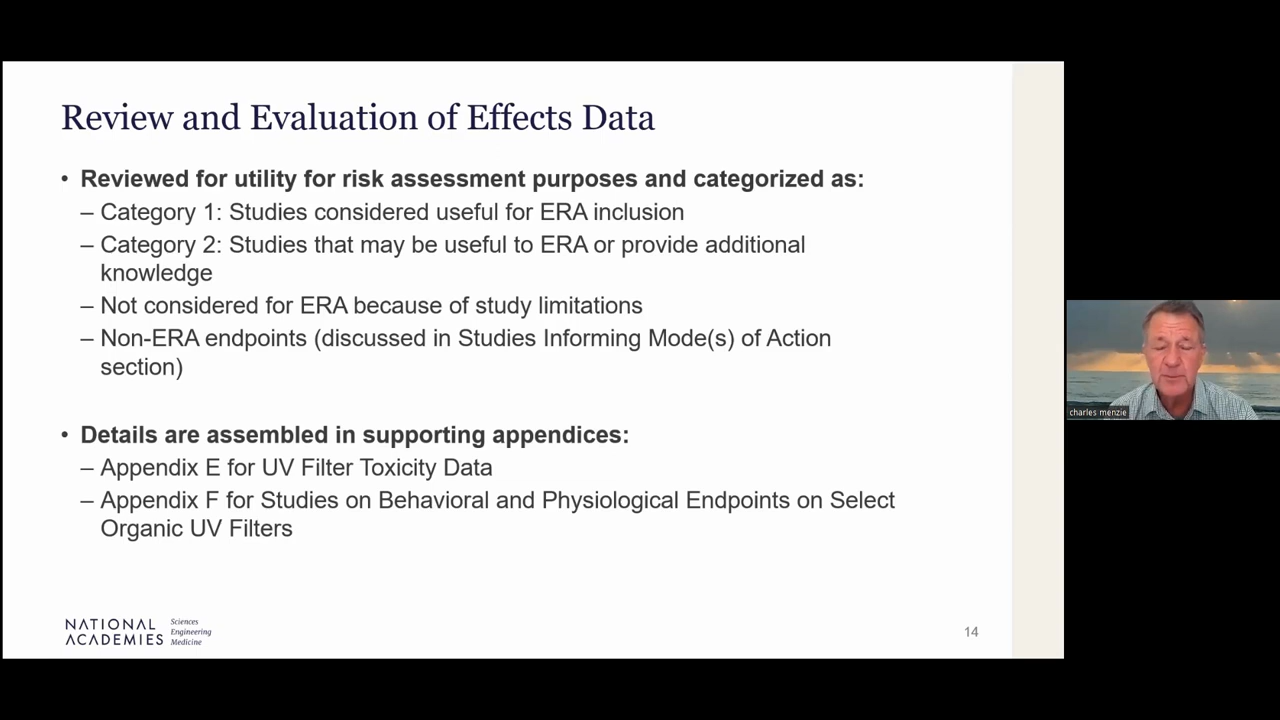 Review and Evaluation of Effects Data
• Reviewed for utility for risk assessment purposes and categorized as:
– Category 1: Studies considered useful for ERA inclusion
– Category 2: Studies that may be useful to ERA or provide additional
knowledge
– Not considered for ERA because of study limitations
– Non-ERA endpoints (discussed in Studies Informing Mode(s) of Action
section)
• Details are assembled in supporting appendices:
– Appendix E for UV Filter Toxicity Data
– Appendix F for Studies on Behavioral and Physiological Endpoints on Select
Organic UV Filters
NATIONAL
ACADEMIES
Sciences
Engineering
Medicine
14
charles menzie